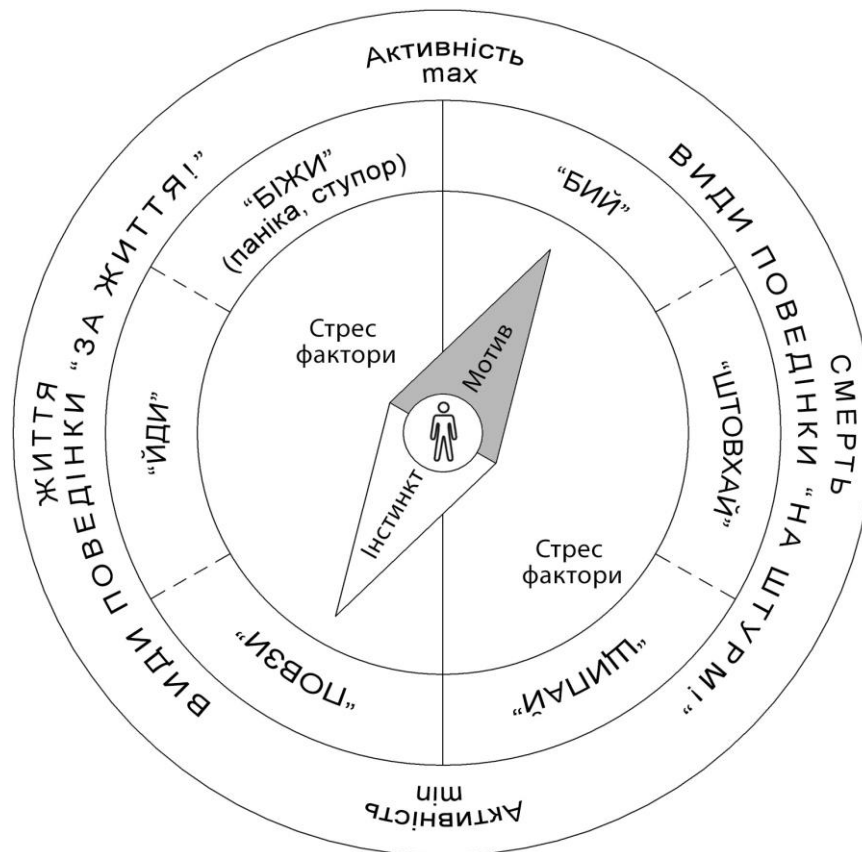 Активність
max
ВИДИ ПОВЕДІНКИ “ЗА ЖИТТЯ!”
ЖИТТЯ
“БІЖИ”
(паніка, ступор)
“БИЙ”
ВИДИ ПОВЕДІНКИ “НА ШТУРМ!”
СМЕРТЬ
“ЙДИ”
Стрес
фактори
Мотив
“ШТОВХАЙ”
Інстинкт
Стрес
фактори
“ПОВЗИ”
“ЩИПАЙ”
min
Активність